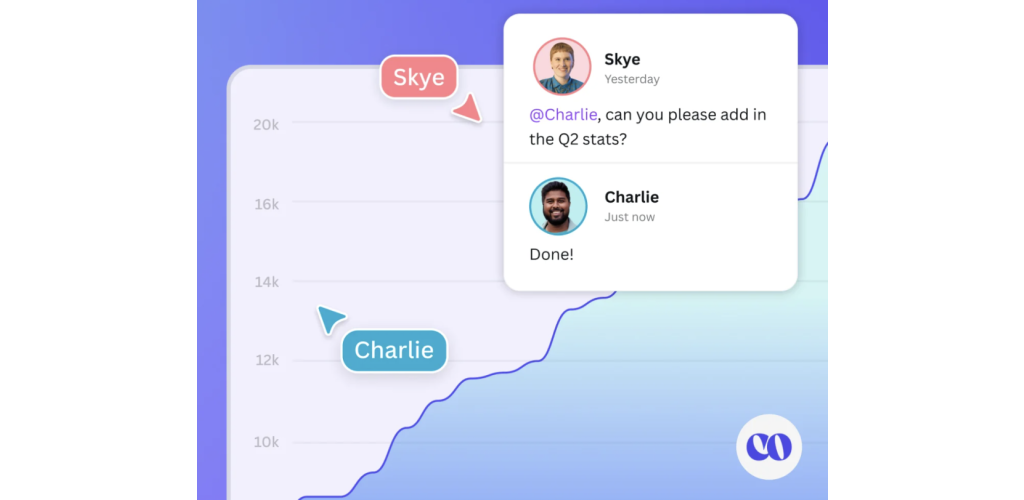 Skye
Skye
Yesterday
@Charlie, can you please add in
the Q2 stats?
Charlie
Just now
Done!
20k
16k
14k
12k
10k
Charlie